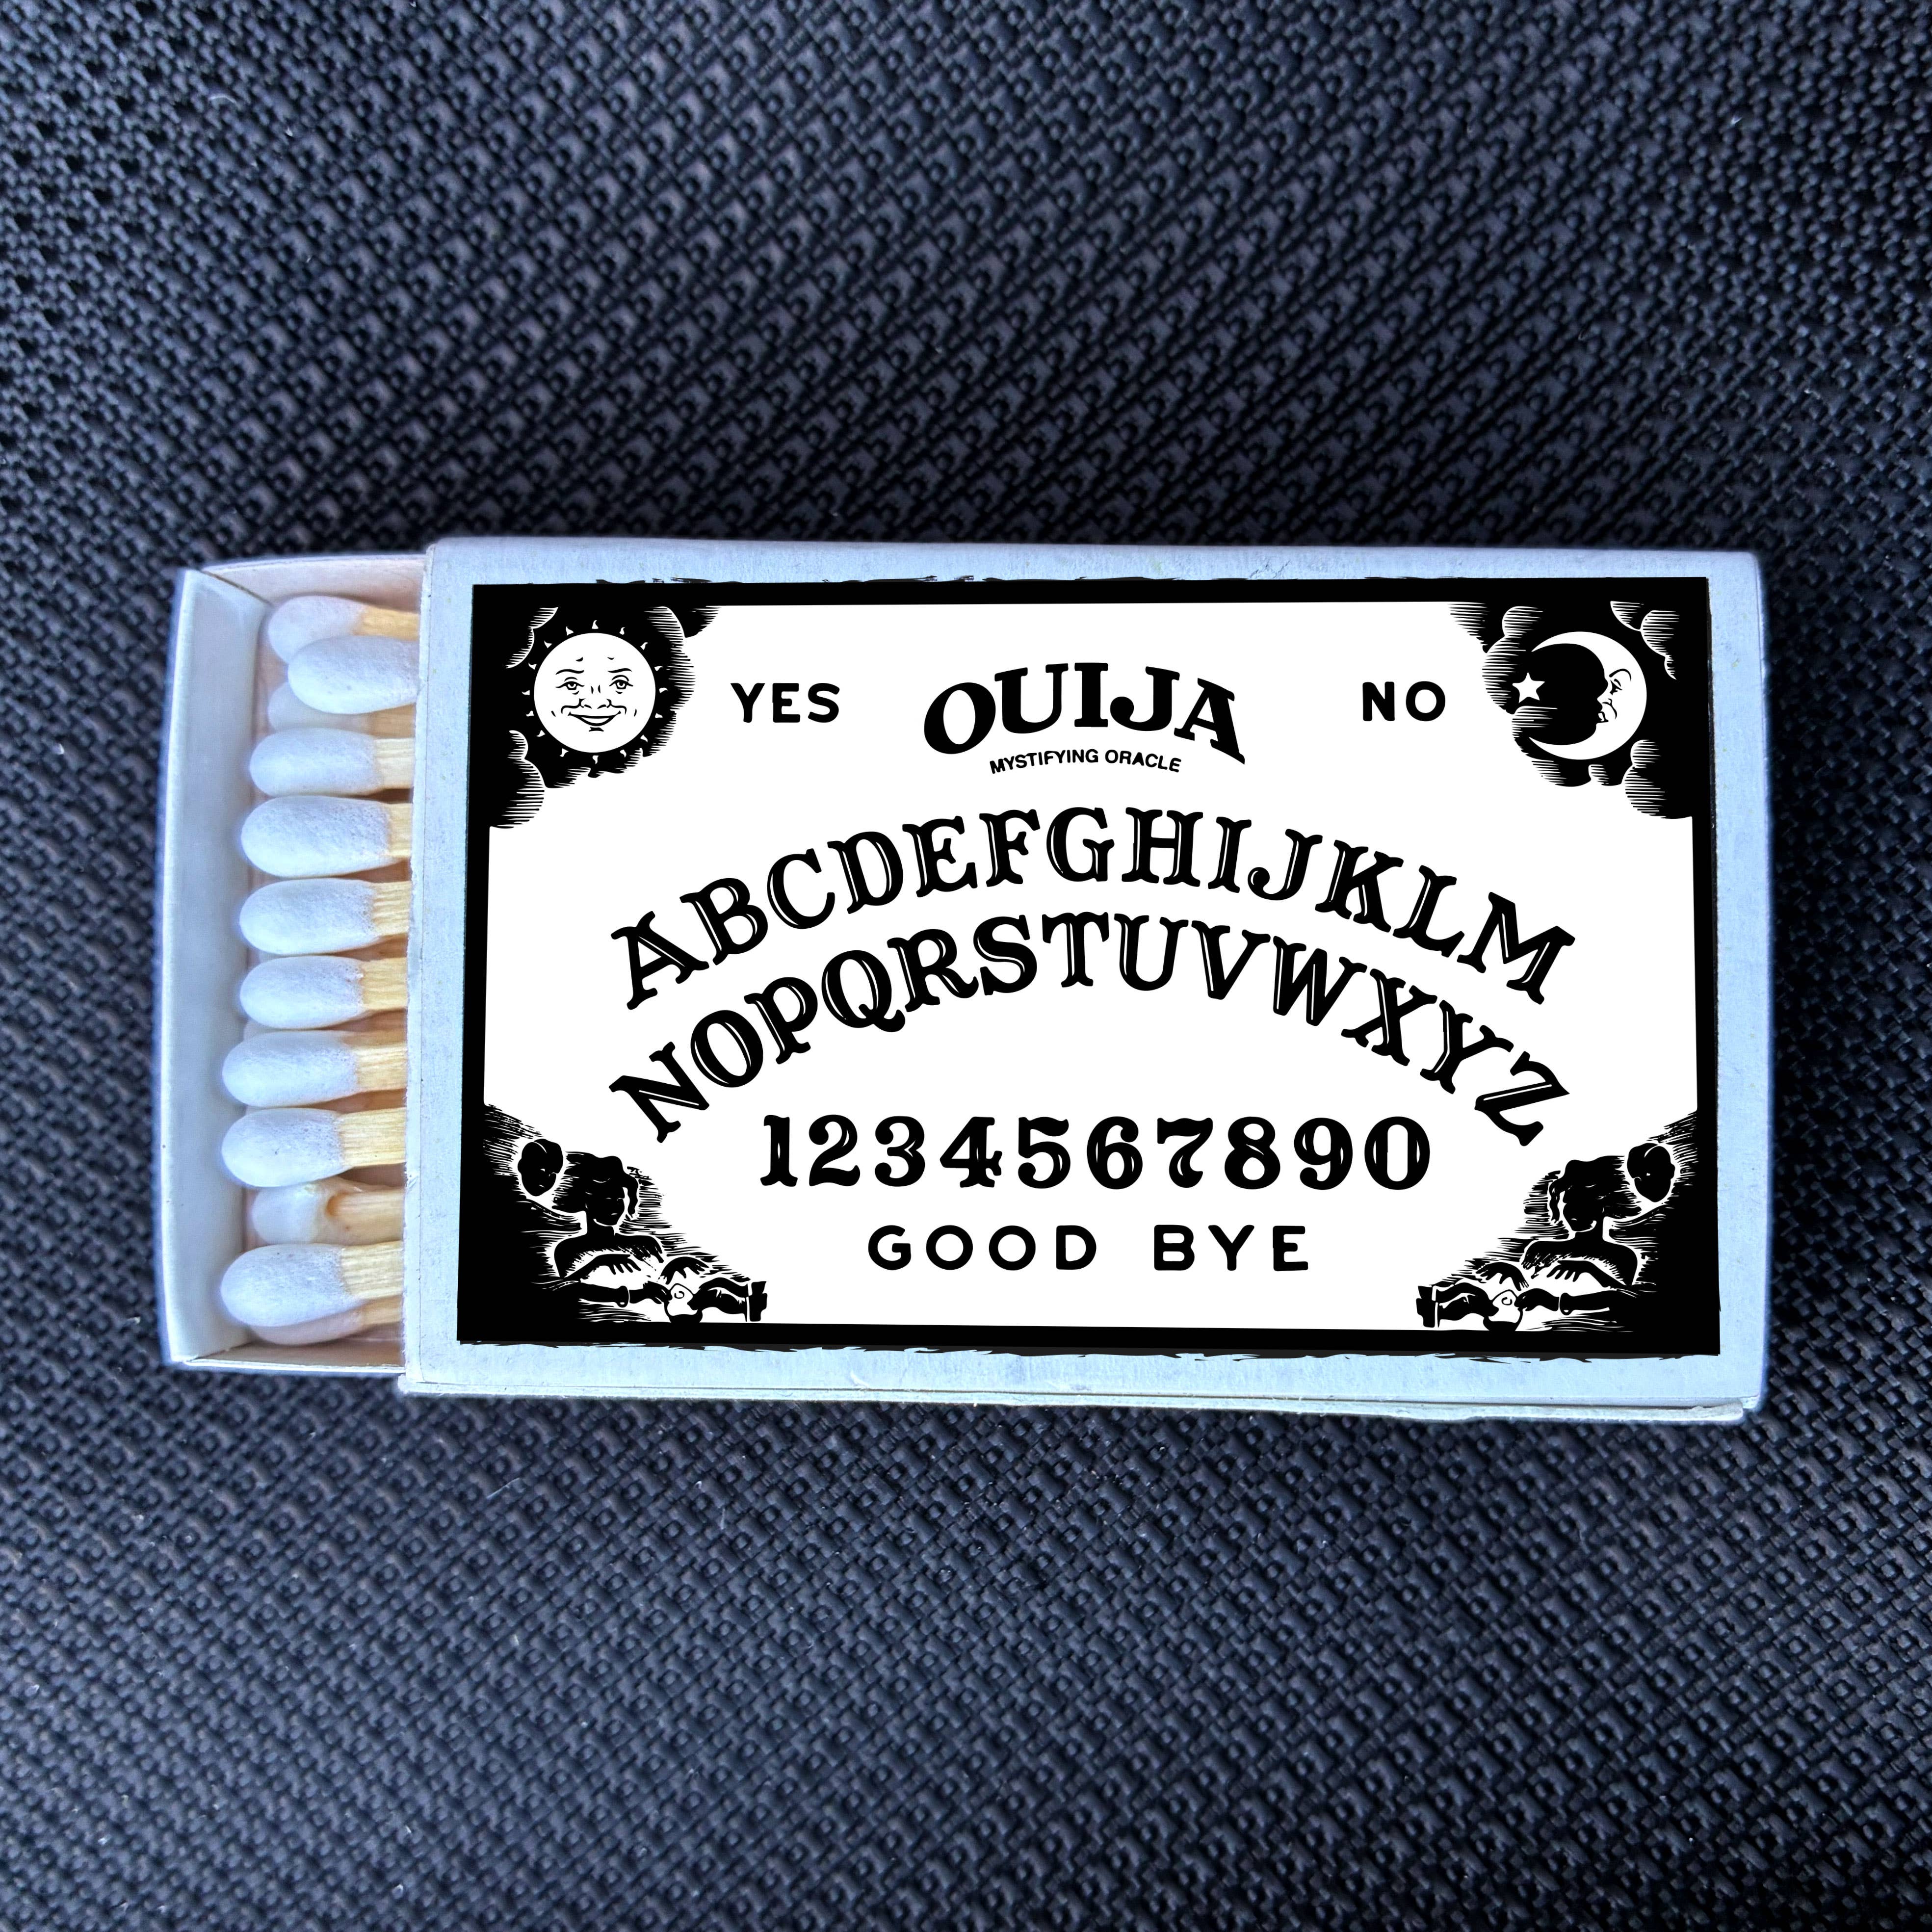 YES OUIJA NO
MYSTIFYING ORACLE
ABCDEFGHIJKLM
NOPQRSTUVWXYZ
1234567890
GOOD BYE